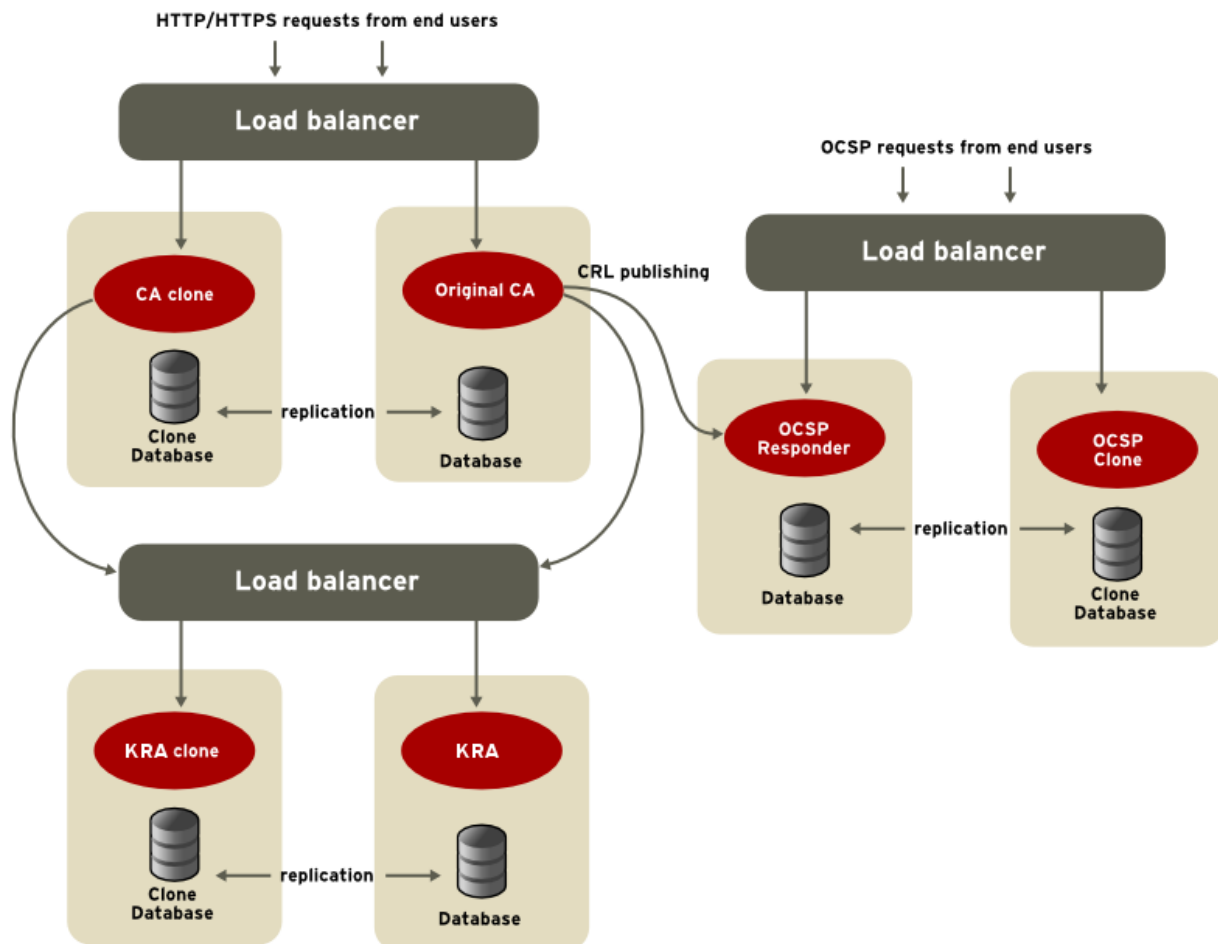 HTTP/HTTPS requests from end users
Load balancer
CA clone
Original CA
CRL publishing
Clone
Database
replication
Database
OCSP requests from end users
Load balancer
OCSP
Responder
OCSP
Clone
Database
replication
Clone
Database
Load balancer
KRA clone
KRA
Clone
Database
replication
Database